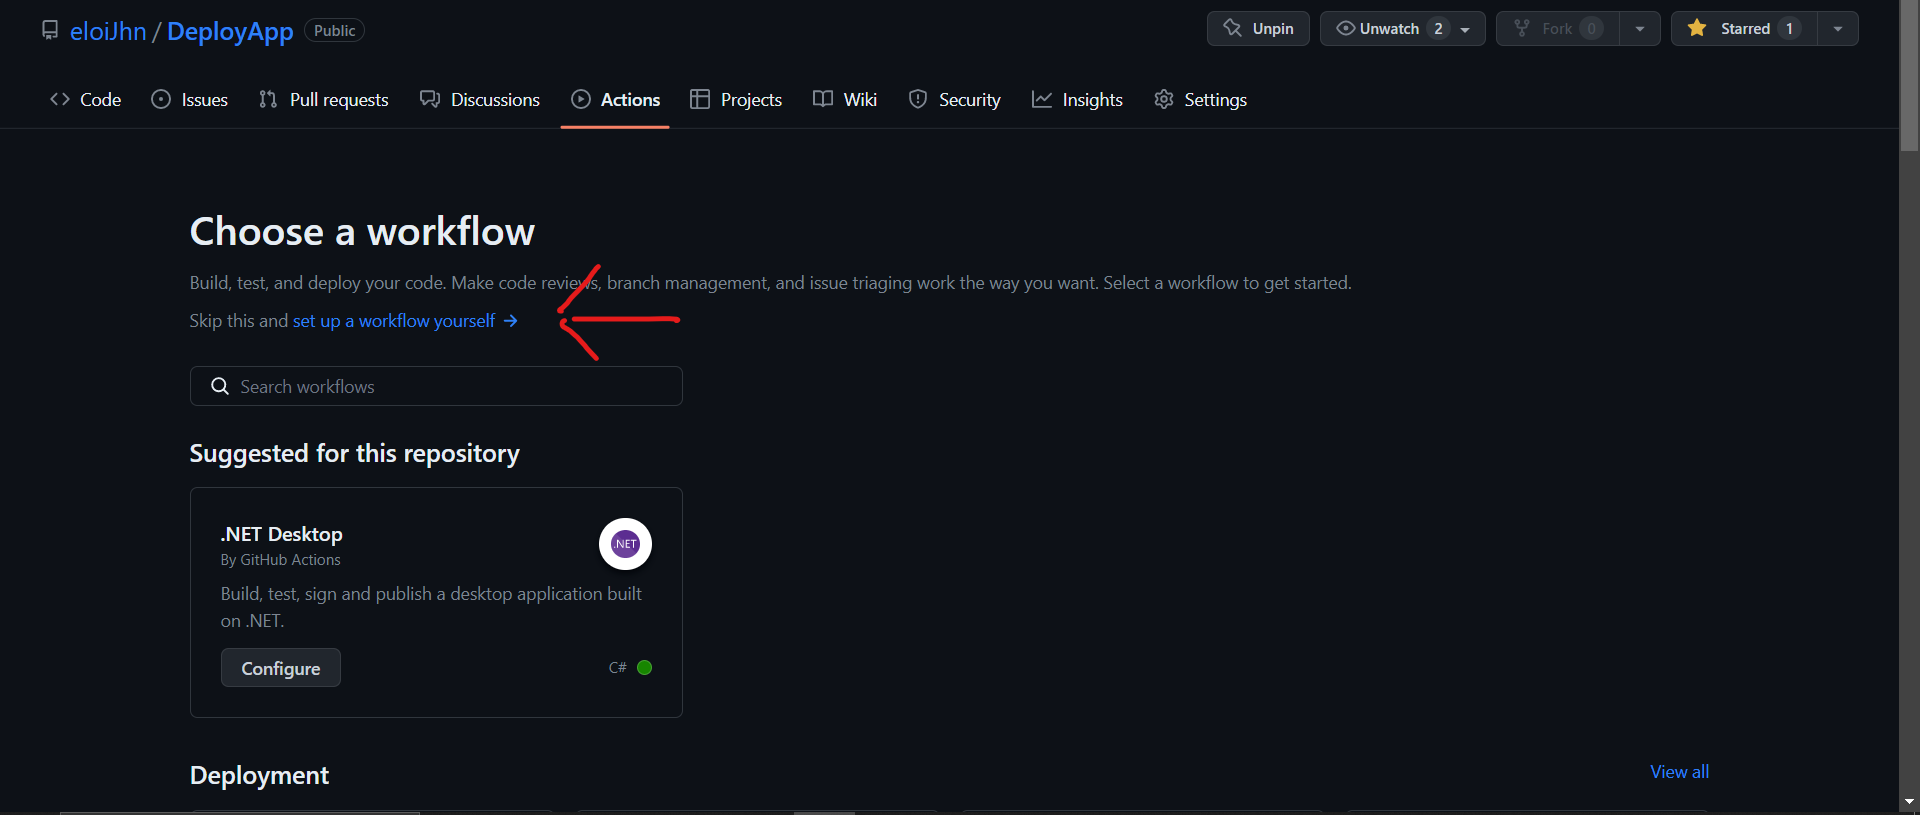 eloiJhn / DeployApp Public
Unpin Unwatch 2 Fork 0 Starred 1
Code Issues Pull requests Discussions Actions Projects Wiki Security Insights Settings
Choose a workflow
Build, test, and deploy your code. Make code reviews, branch management, and issue triaging work the way you want. Select a workflow to get started.
Skip this and set up a workflow yourself →
Search workflows
Suggested for this repository
.NET Desktop
By GitHub Actions
.NET
Build, test, sign and publish a desktop application built
on .NET.
Configure
C#
Deployment
View all